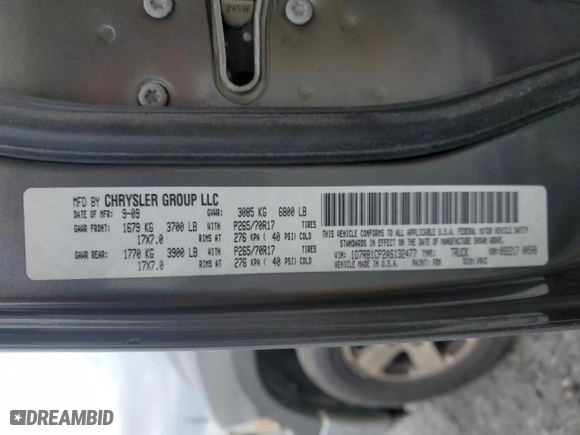 MFD BY CHRYSLER GROUP LLC
DATE OF MFR: 9-09 GVWR: 3085 KG 6800 LB
GWAR FRONT: 1679 KG 3700 LB P265/70R17 TIRES
17X7.0 RIMS AT 276 KPA ( 40 PSI) COLD
GWAR REAR: 1770 KG 3900 LB P265/70R17 TIRES
17X7.0 RIMS AT 276 KPA ( 40 PSI) COLD
THIS VEHICLE CONFORMS TO ALL APPLICABLE U.S.A. FEDERAL MOTOR VEHICLE SAFETY
STANDARDS IN EFFECT ON THE DATE OF MANUFACTURE SHOWN ABOVE.
VIN: 1D7RB1CP2AS132477 TYPE: TRUCK
VEHICLE MADE IN U.S.A. PAINT: TRIM:
DREAMBID